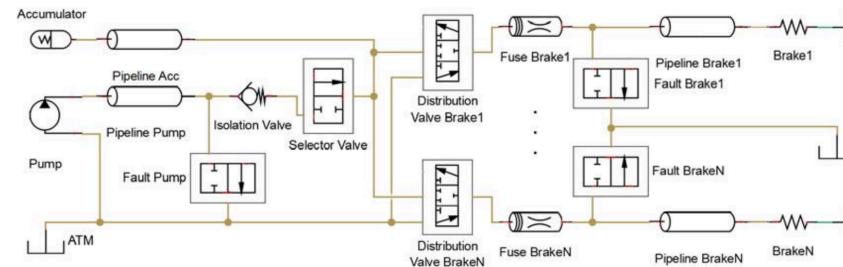 Accumulator
Pipeline Acc
Pump
Pipeline Pump
Isolation Valve
Selector Valve
Fault Pump
ATM
Distribution
Valve Brake1
Fuse Brake1
Pipeline Brake1
Brake1
Fault Brake1
Fault BrakeN
Distribution
Valve BrakeN
Fuse BrakeN
Pipeline BrakeN
BrakeN